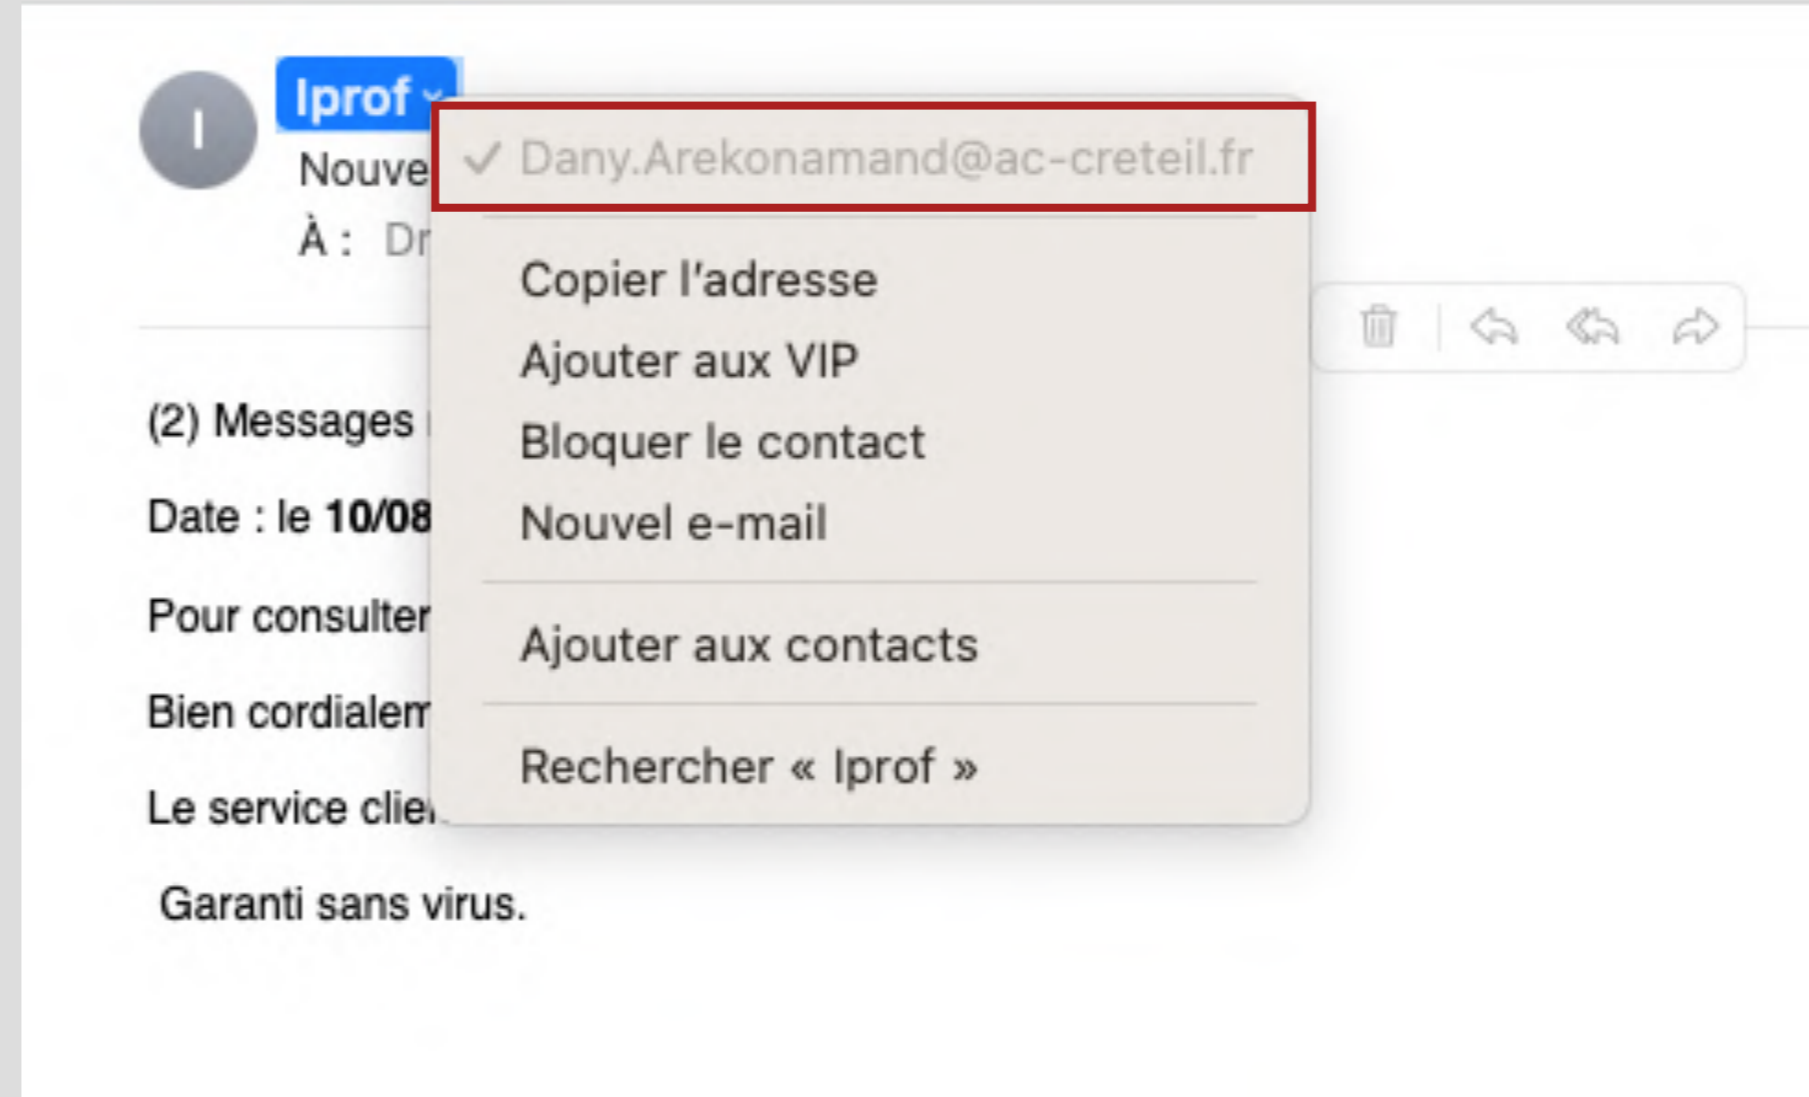 I
Iprof
Dany.Arekonamand@ac-creteil.fr
Nouve
À : Dr
Copier l'adresse
Ajouter aux VIP
Bloquer le contact
Nouvel e-mail
Ajouter aux contacts
Rechercher « Iprof »
(2) Messages
Date : le 10/08
Pour consulter
Bien cordialem
Le service clie
Garanti sans virus.